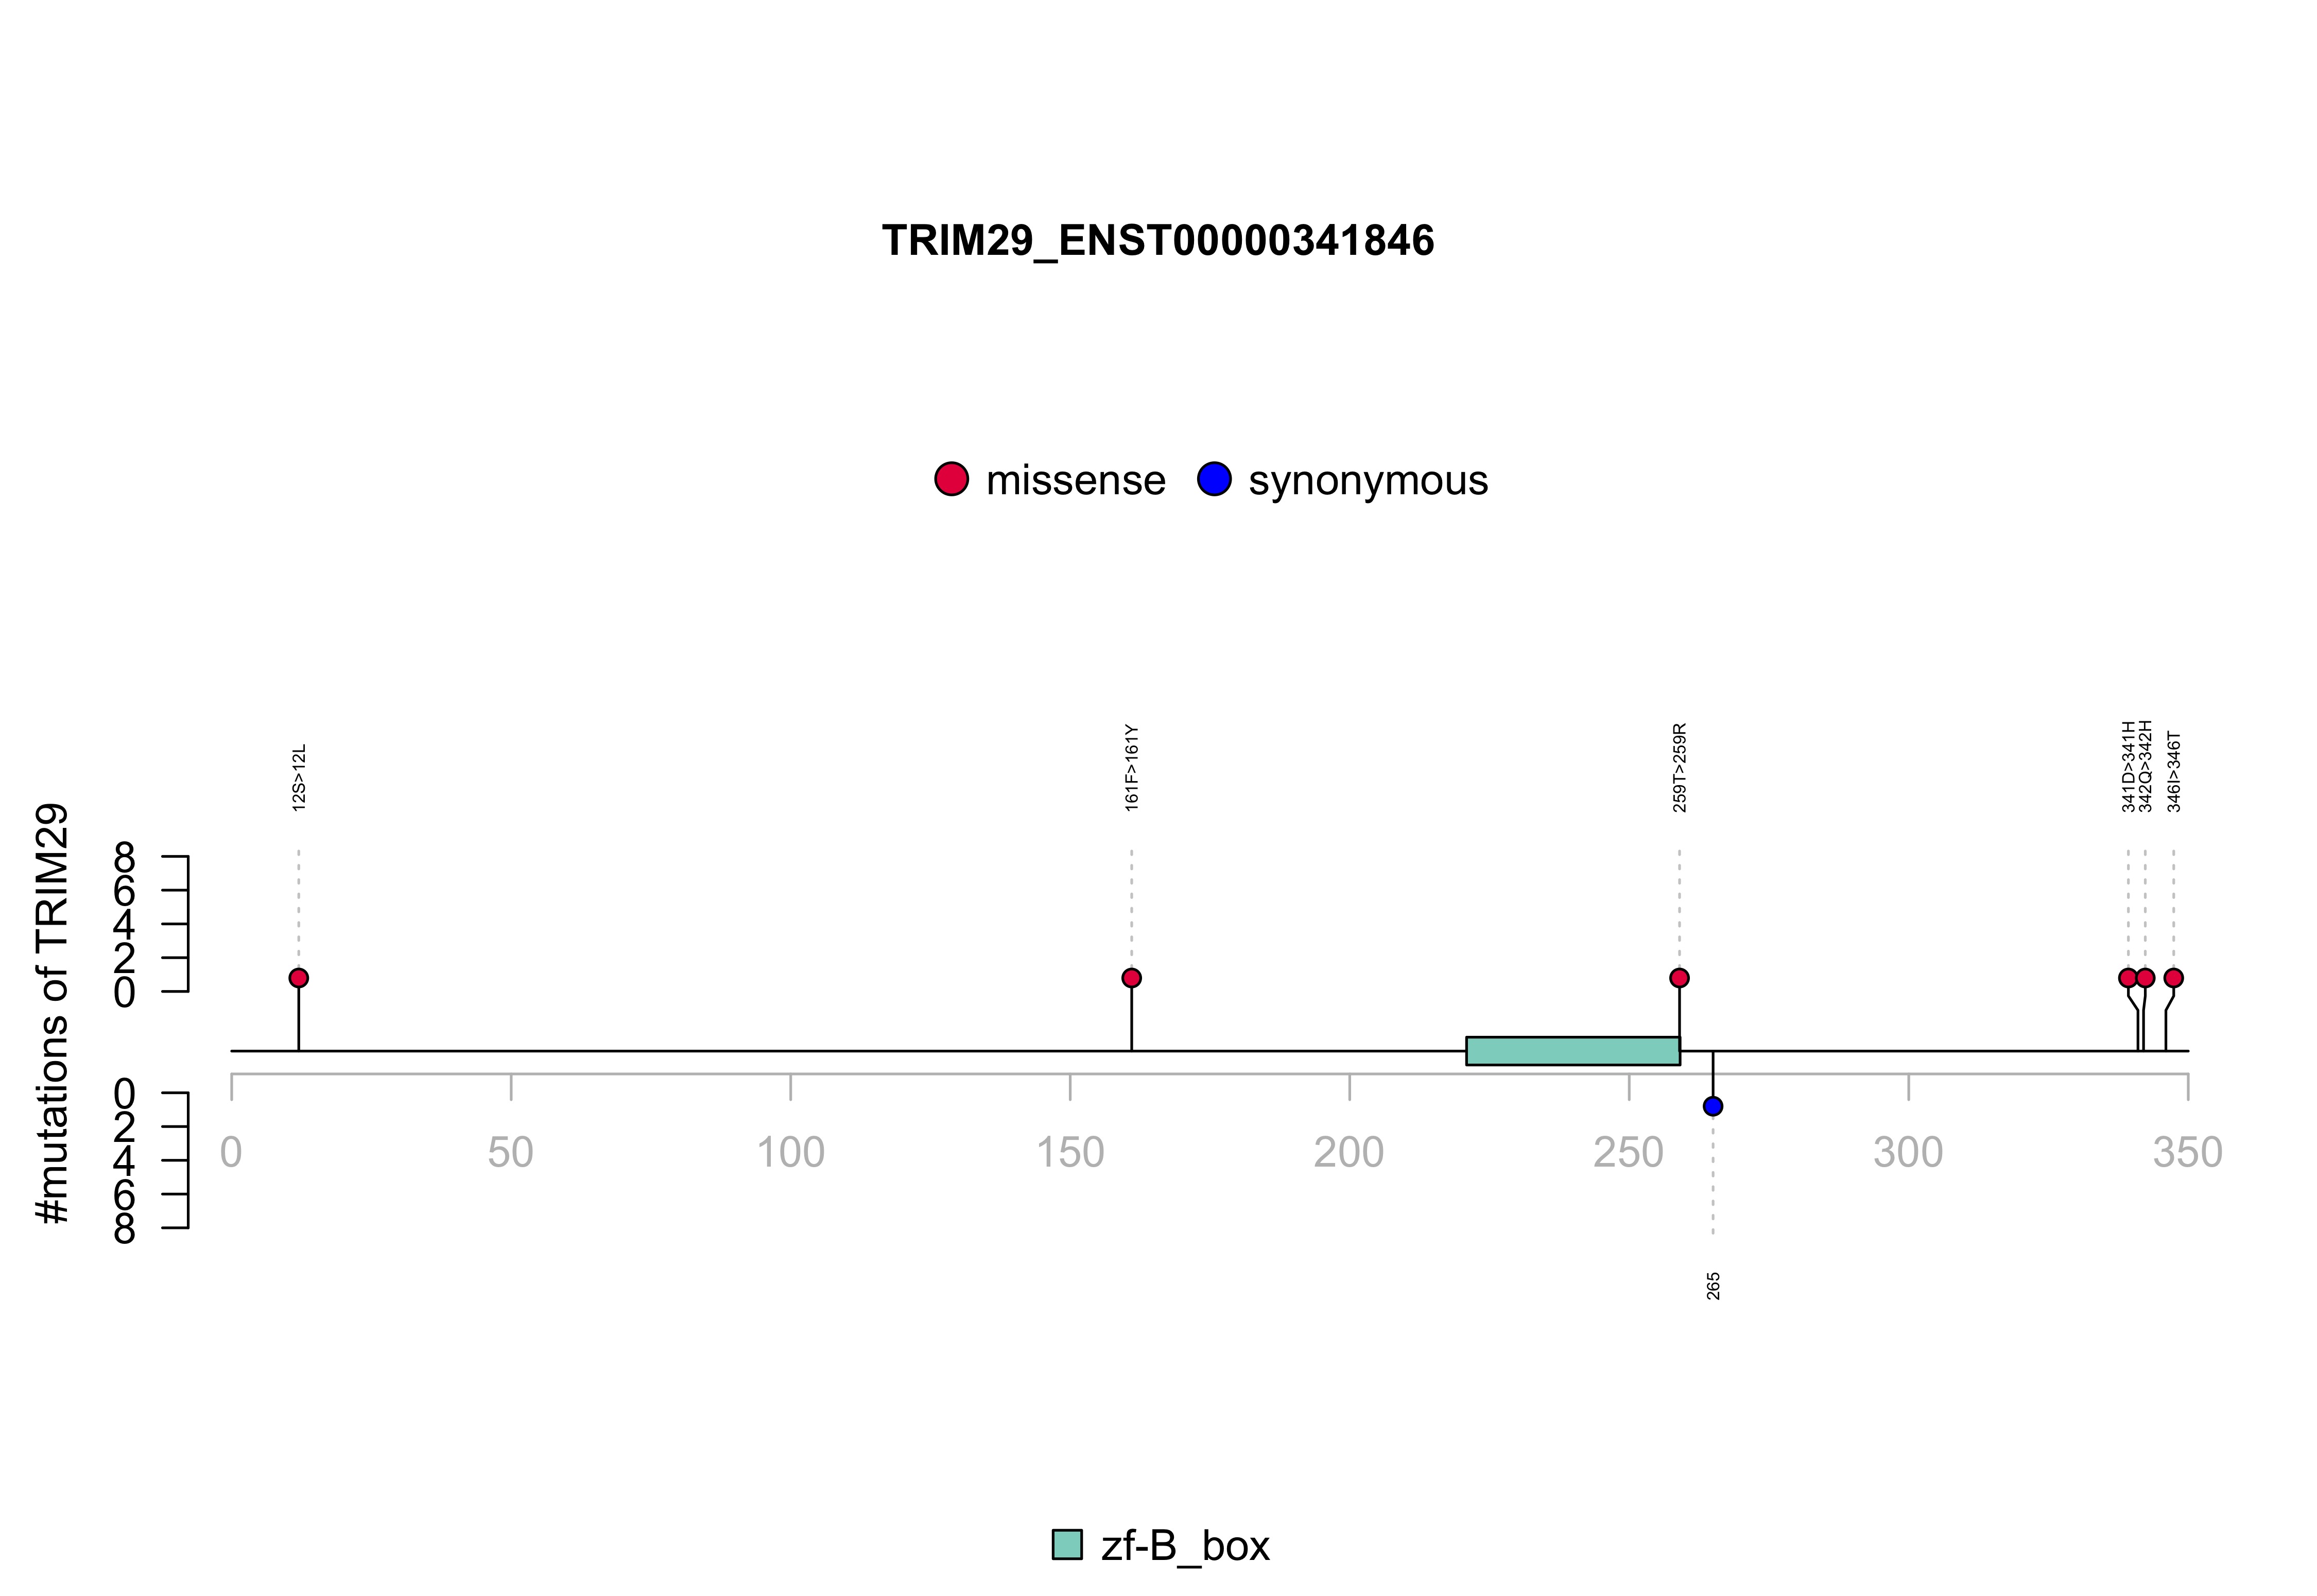 TRIM29_ENST00000341846
missense synonymous
12S>12L 161F>161Y 259T>259R 341D>341H 342Q>342H 346I>346T
#mutations of TRIM29
8
6
4
2
0
0
2
4
6
8
0 50 100 150 200 250 300 350
265
zf-B_box